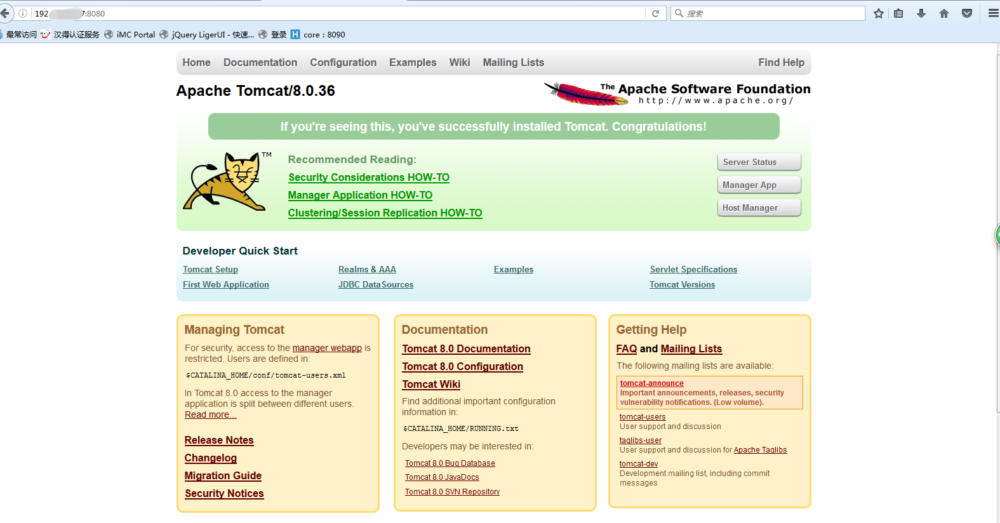 192 7:8080
搜索
最常访问 汉得认证服务 iMC Portal jQuery LigerUI - 快速... 登录 core : 8090
Home Documentation Configuration Examples Wiki Mailing Lists Find Help
Apache Tomcat/8.0.36
The Apache Software Foundation
http://www.apache.org/
If you're seeing this, you've successfully installed Tomcat. Congratulations!
TM
Recommended Reading:
Security Considerations HOW-TO
Manager Application HOW-TO
Clustering/Session Replication HOW-TO
Server Status
Manager App
Host Manager
Developer Quick Start
Tomcat Setup
First Web Application
Realms & AAA
JDBC DataSources
Examples
Servlet Specifications
Tomcat Versions
Managing Tomcat
For security, access to the manager webapp is
restricted. Users are defined in:
$CATALINA_HOME/conf/tomcat-users.xml
In Tomcat 8.0 access to the manager
application is split between different users.
Read more...
Release Notes
Changelog
Migration Guide
Security Notices
Documentation
Tomcat 8.0 Documentation
Tomcat 8.0 Configuration
Tomcat Wiki
Find additional important configuration
information in:
$CATALINA_HOME/RUNNING.txt
Developers may be interested in:
Tomcat 8.0 Bug Database
Tomcat 8.0 JavaDocs
Tomcat 8.0 SVN Repository
Getting Help
FAQ and Mailing Lists
The following mailing lists are available:
tomcat-announce
Important announcements, releases, security
vulnerability notifications. (Low volume).
tomcat-users
User support and discussion
taglibs-user
User support and discussion for Apache Taglibs
tomcat-dev
Development mailing list, including commit
messages